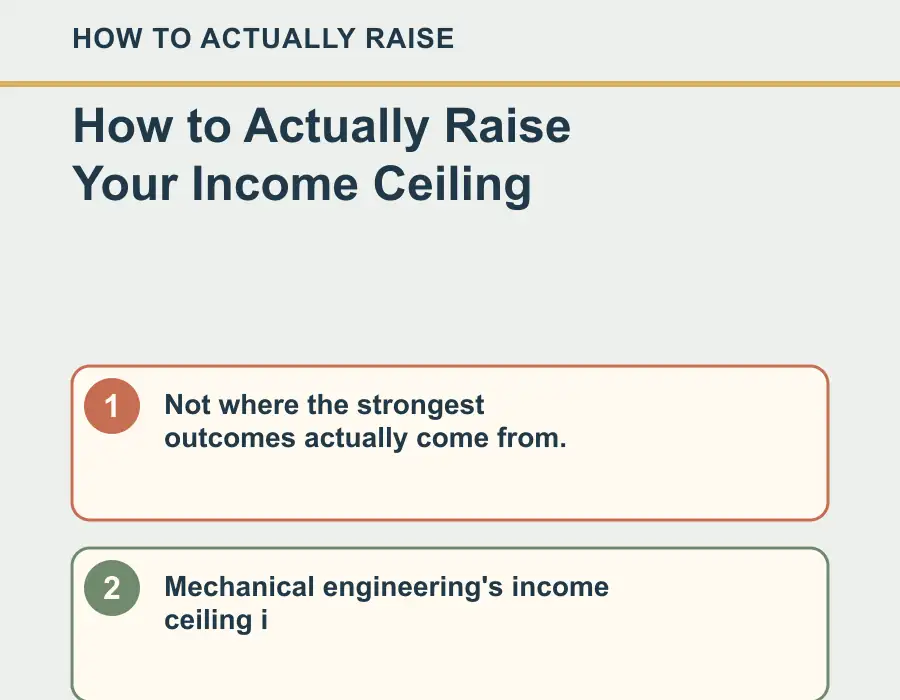 HOW TO ACTUALLY RAISE
How to Actually Raise
Your Income Ceiling
1
Not where the strongest
outcomes actually come from.
2
Mechanical engineering's income
ceiling i